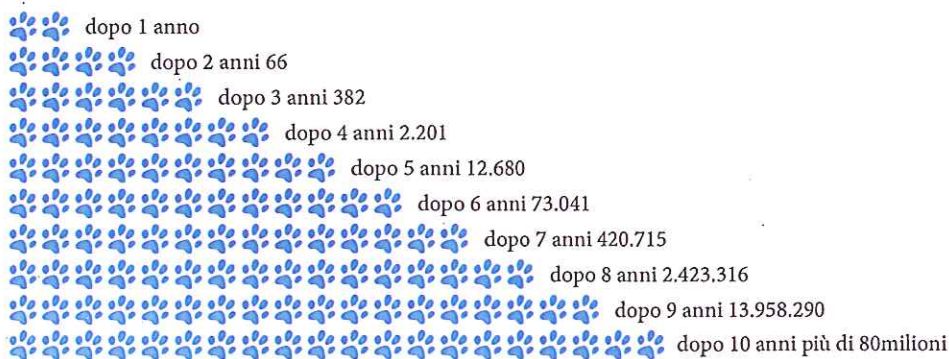 dopo 1 anno
dopo 2 anni 66
dopo 3 anni 382
dopo 4 anni 2.201
dopo 5 anni 12.680
dopo 6 anni 73.041
dopo 7 anni 420.715
dopo 8 anni 2.423.316
dopo 9 anni 13.958.290
dopo 10 anni più di 80milioni